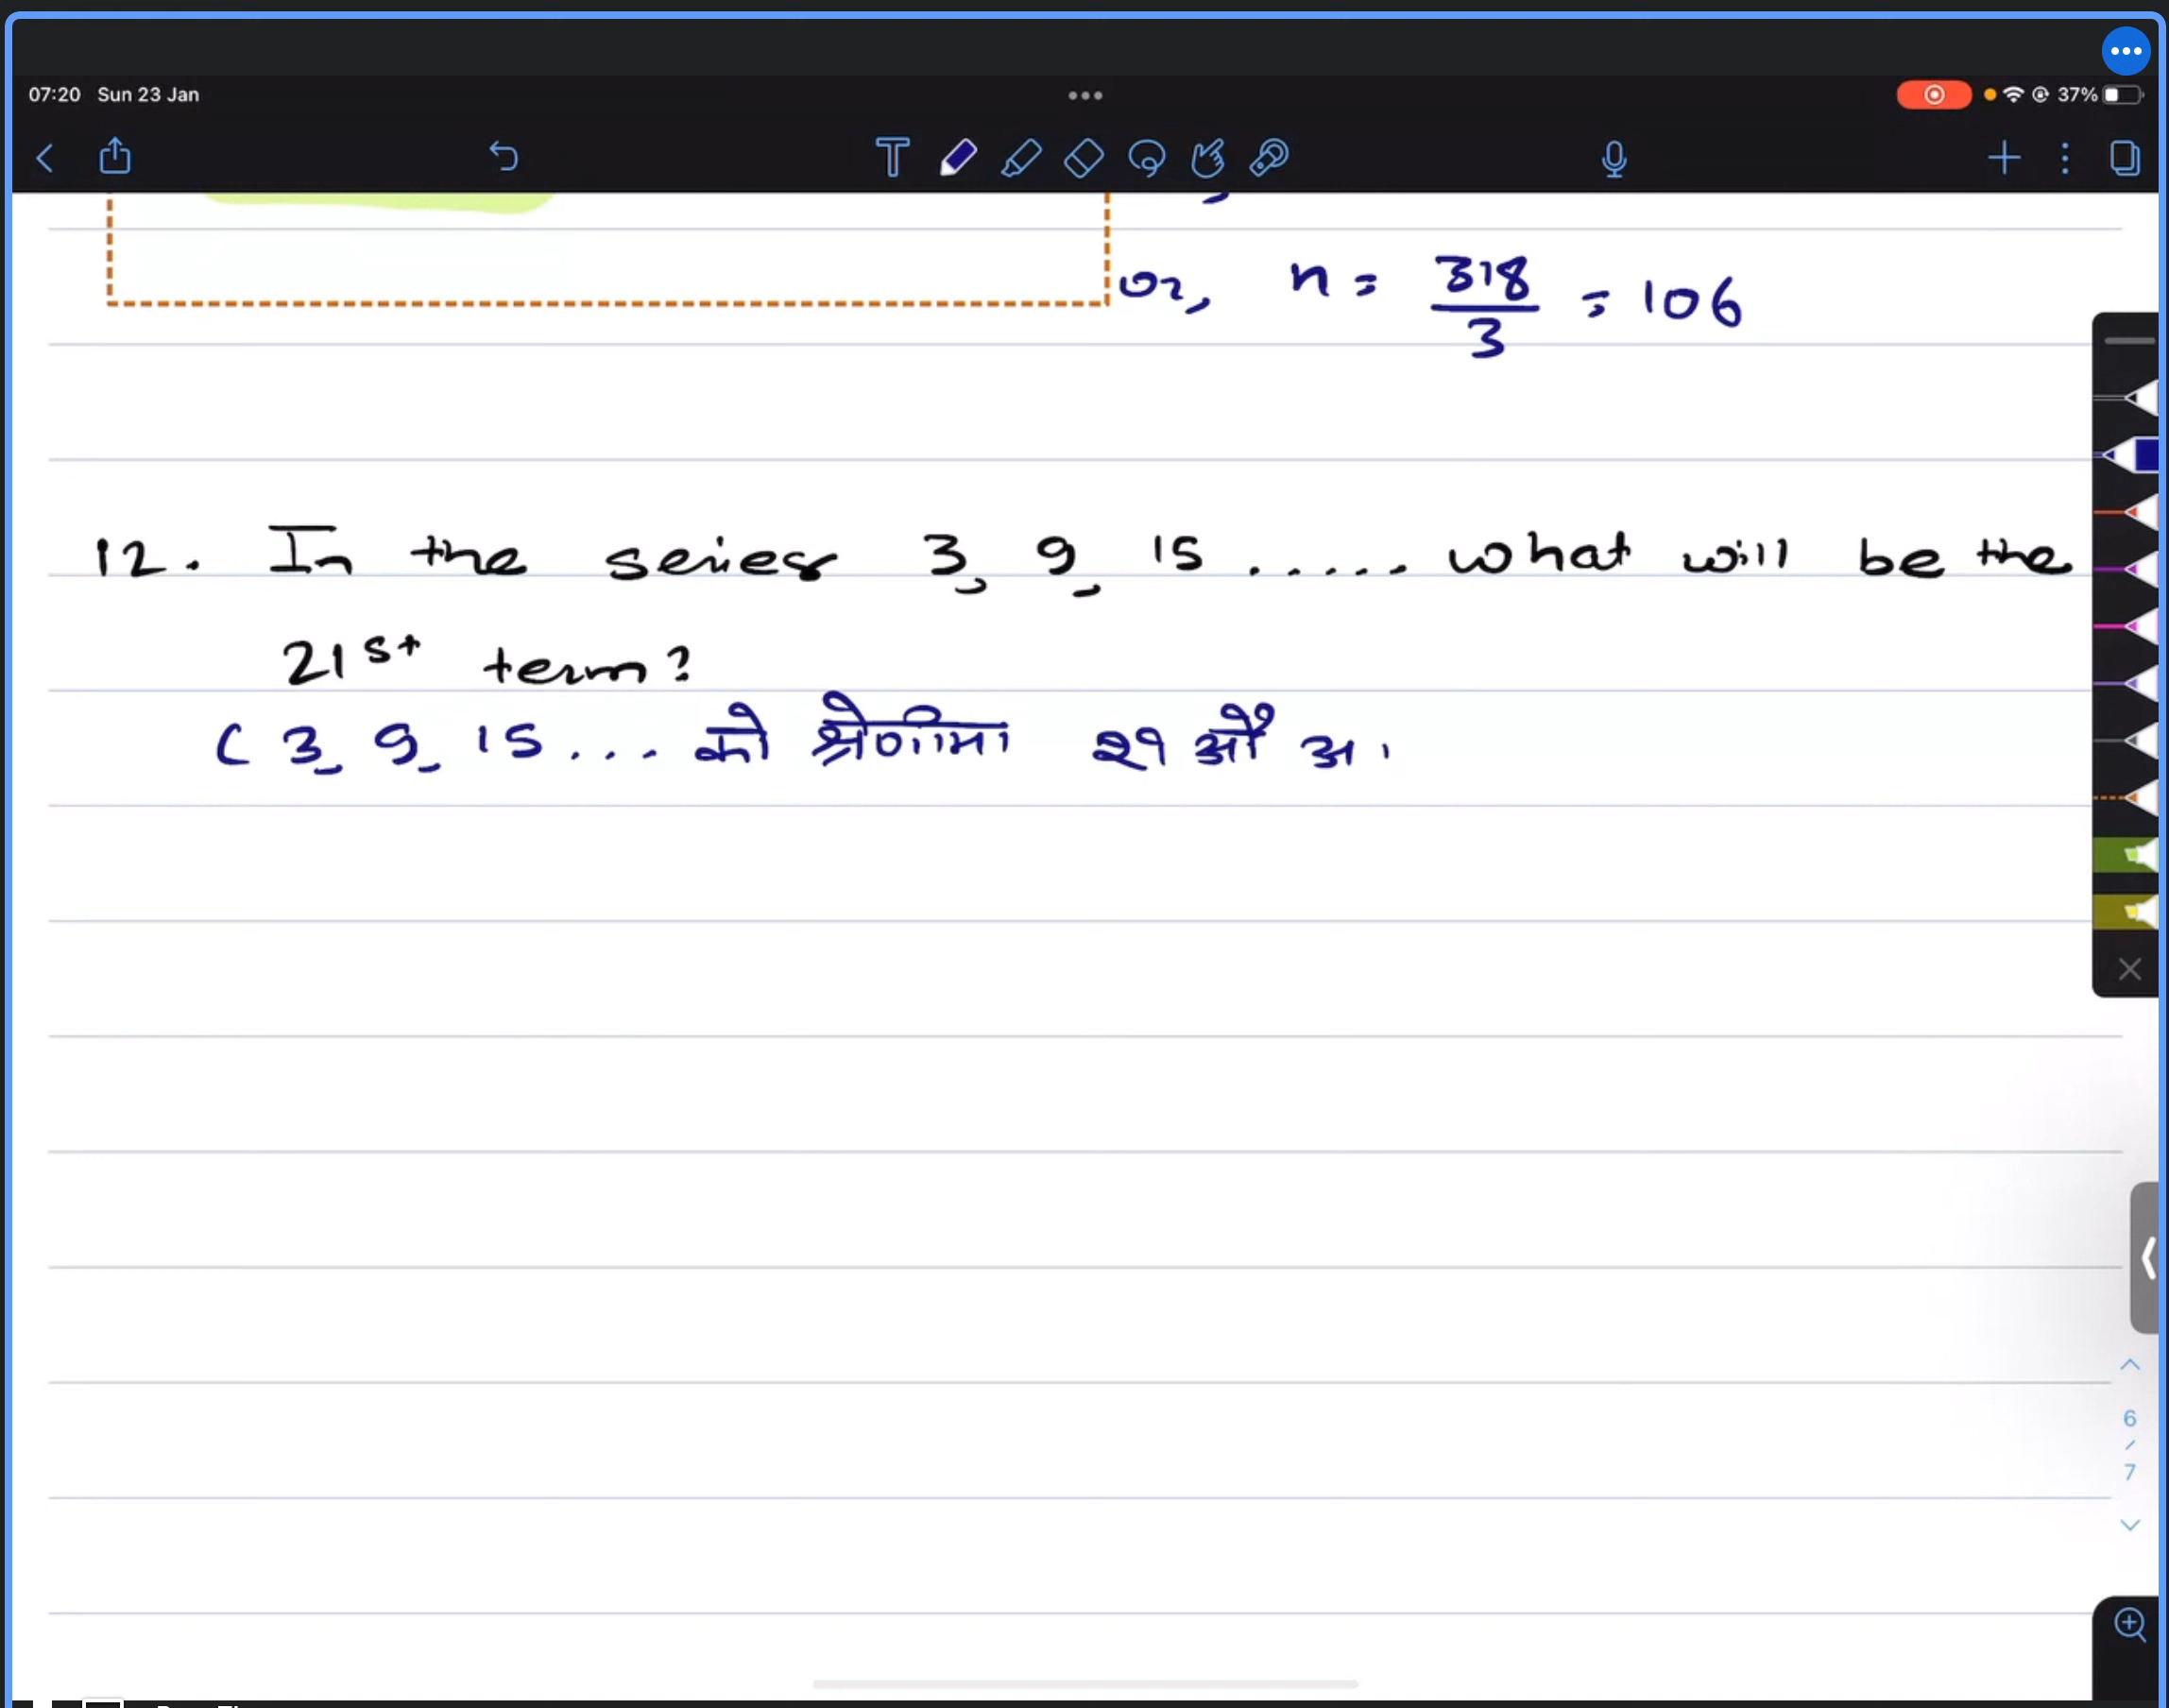 07:20 Sun 23 Jan
37%
or, n = 318/3 = 106
12. In the series 3, 9, 15 ..... what will be the
21st term?
( 3, 9, 15 ... को श्रेणीमा २१ औँ अ।
6
/
7